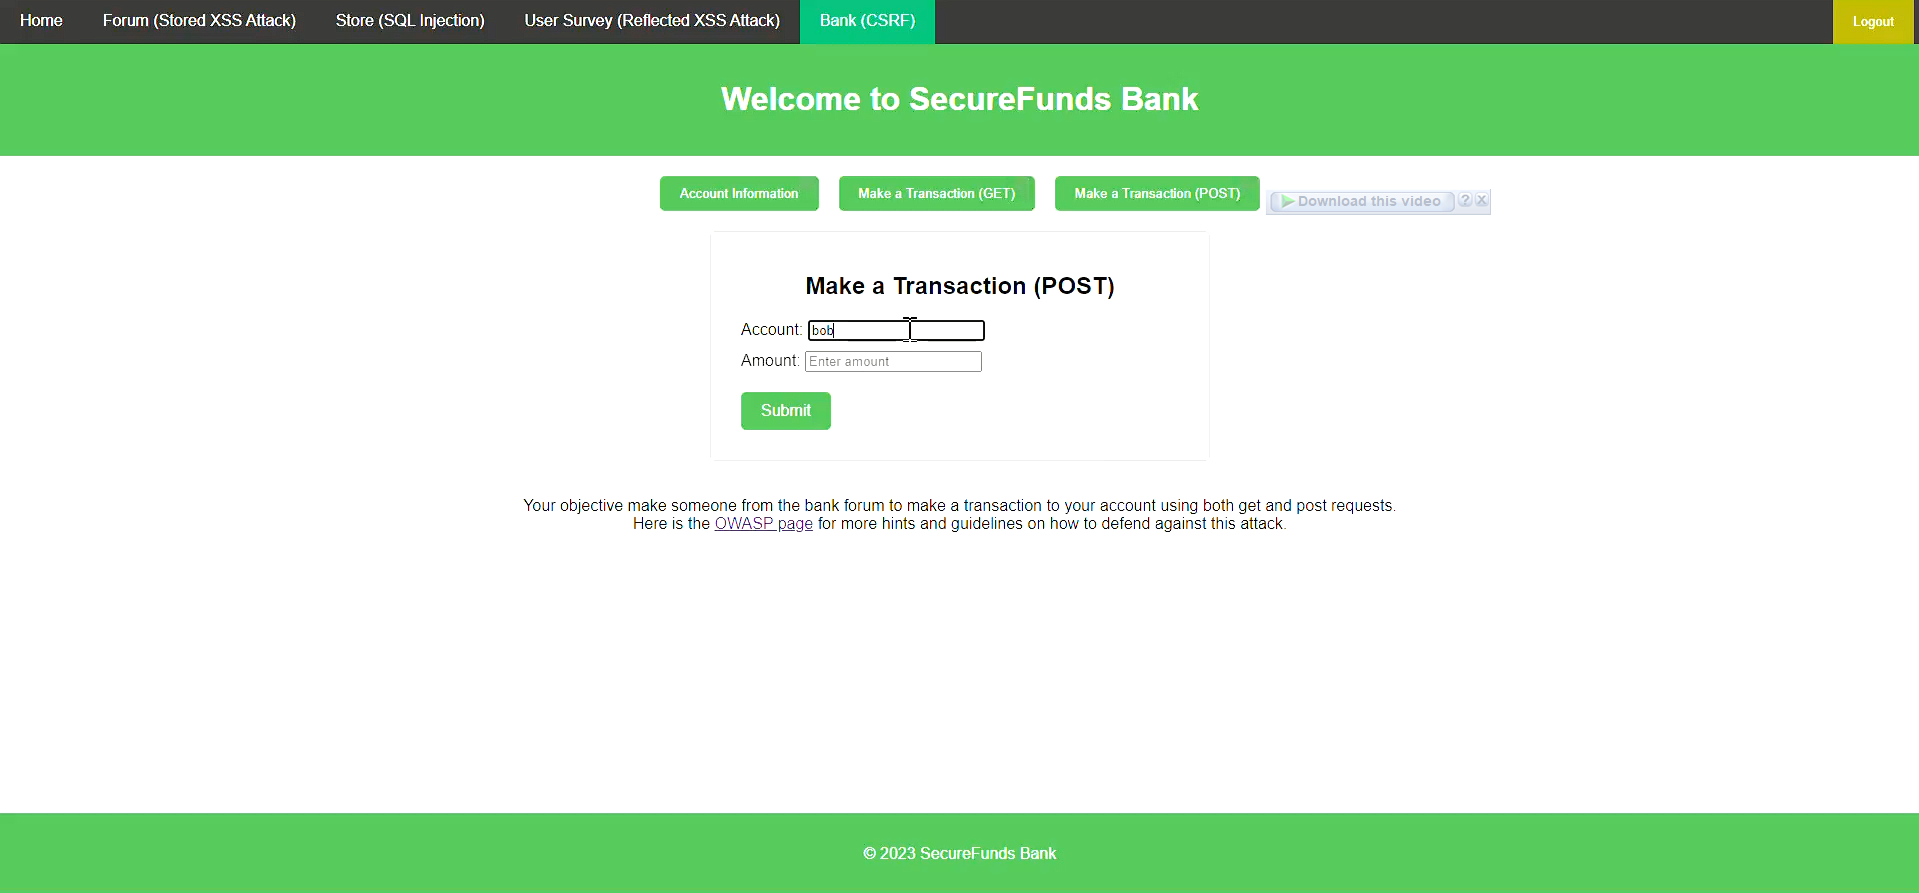 Home Forum (Stored XSS Attack) Store (SQL Injection) User Survey (Reflected XSS Attack) Bank (CSRF) Logout
Welcome to SecureFunds Bank
Account Information Make a Transaction (GET) Make a Transaction (POST) Download this video ? X
Make a Transaction (POST)
Account: bob
Amount: Enter amount
Submit
Your objective make someone from the bank forum to make a transaction to your account using both get and post requests.
Here is the OWASP page for more hints and guidelines on how to defend against this attack.
© 2023 SecureFunds Bank